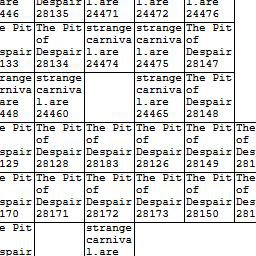 are Despair l.are l.are l.are
446 28135 24471 24472 24476
e Pit The Pit strange strange The Pit
of carniva carniva of
spair Despair l.are l.are Despair
133 28134 24474 24475 28147
range strange strange The Pit
rniva carniva carniva of
are l.are l.are Despair
448 24460 24465 28148
e Pit The Pit The Pit The Pit The Pit The
of of of of of
spair Despair Despair Despair Despair Des
129 28128 28183 28126 28149 281
e Pit The Pit The Pit The Pit The Pit The
of of of of of
spair Despair Despair Despair Despair Des
170 28171 28172 28173 28150 281
e Pit strange
carniva
spair l.are